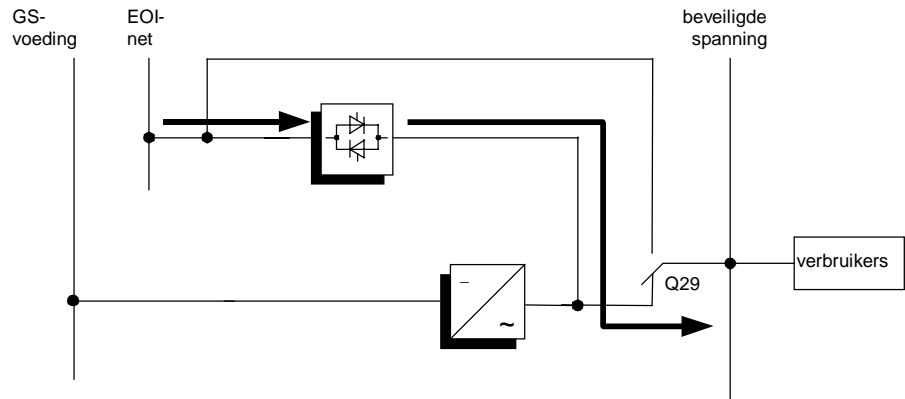 GS-
voeding
EOI-
net
beveiligde
spanning
verbruikers
Q29
–
~